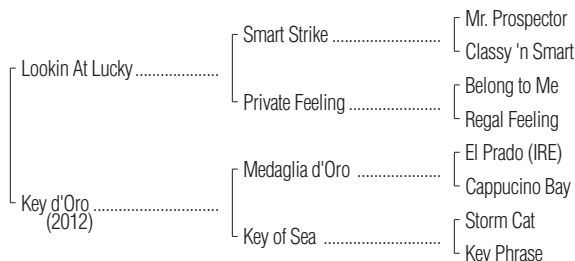 Mr. Prospector
Smart Strike ......................
Classy 'n Smart
Lookin At Lucky .................
Belong to Me
Private Feeling ...................
Regal Feeling
El Prado (IRE)
Medaglia d'Oro .................
Cappucino Bay
Key d'Oro .........................
(2012)
Storm Cat
Key of Sea ........................
Key Phrase